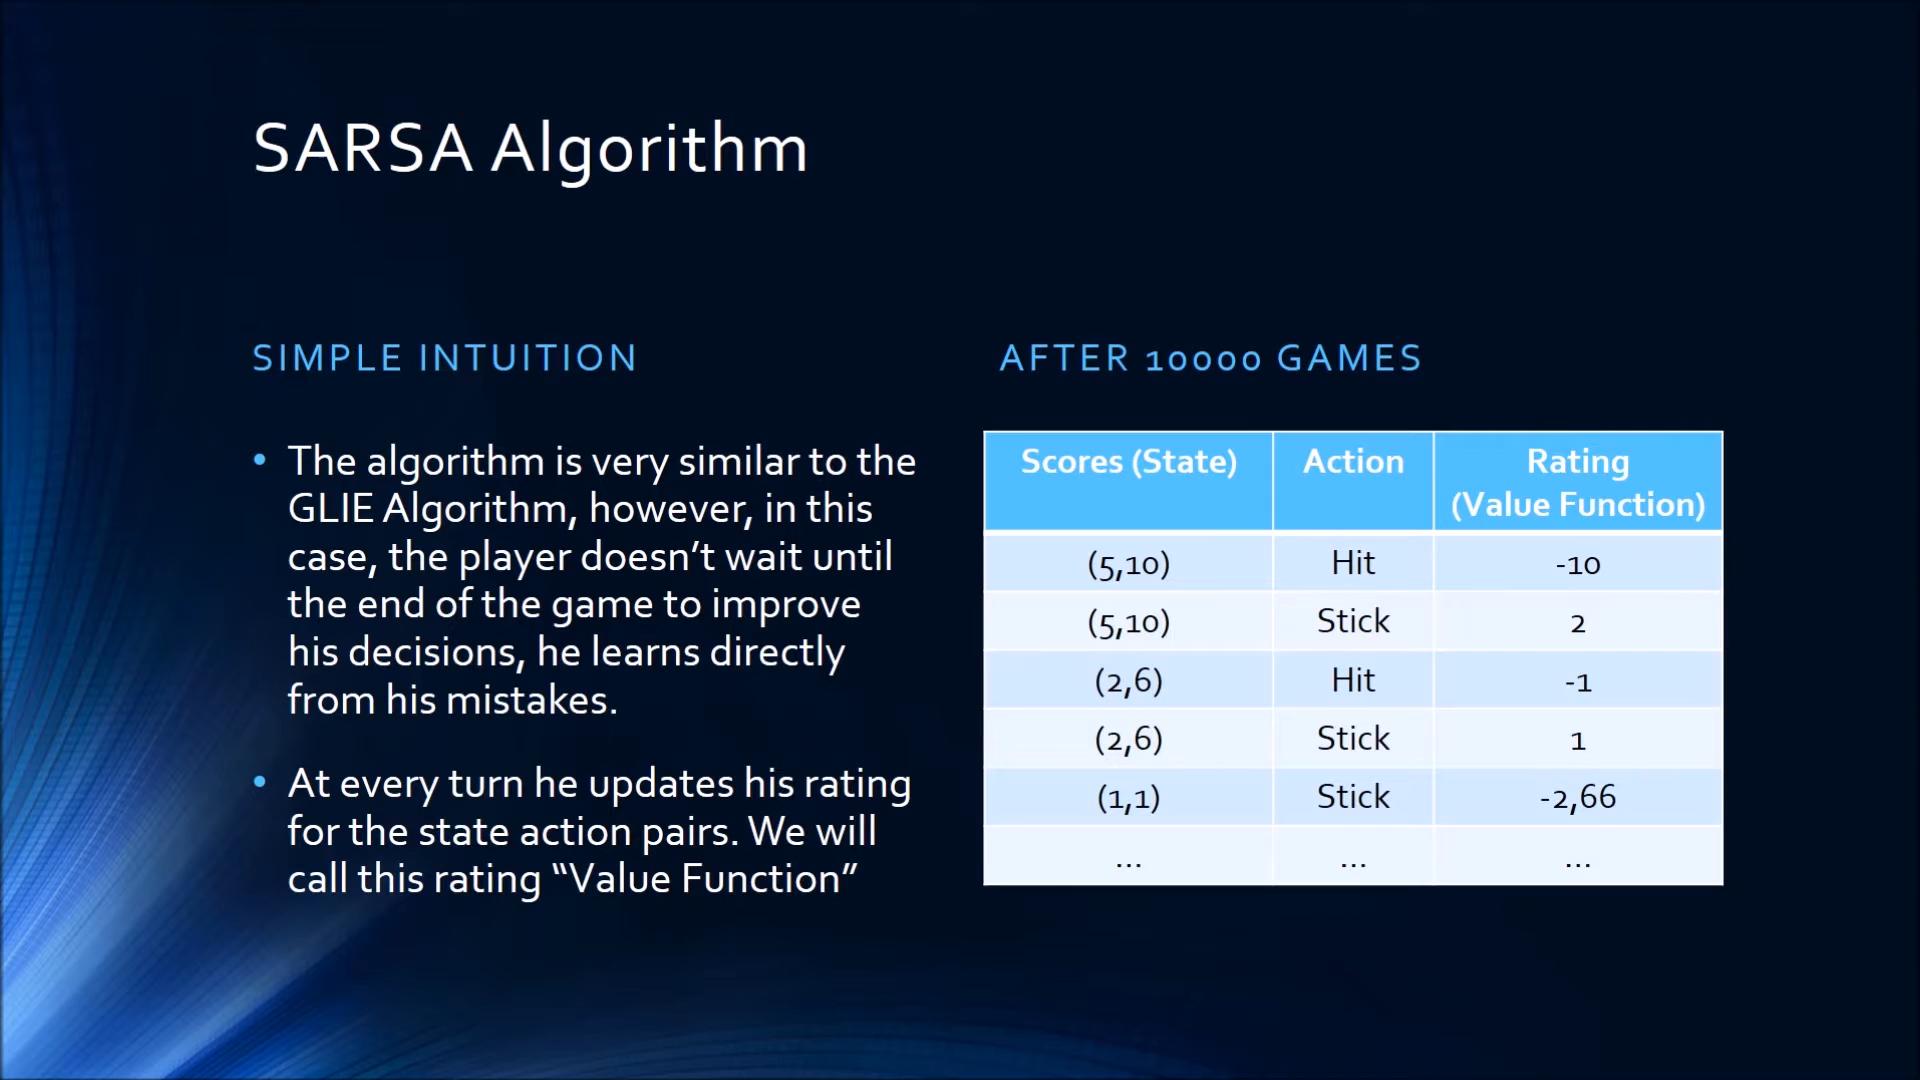 SARSA Algorithm
SIMPLE INTUITION
• The algorithm is very similar to the
GLIE Algorithm, however, in this
case, the player doesn’t wait until
the end of the game to improve
his decisions, he learns directly
from his mistakes.
• At every turn he updates his rating
for the state action pairs. We will
call this rating “Value Function”
AFTER 10000 GAMES
Scores (State) Action Rating
(Value Function)
(5,10) Hit -10
(5,10) Stick 2
(2,6) Hit -1
(2,6) Stick 1
(1,1) Stick -2,66
... ... ...